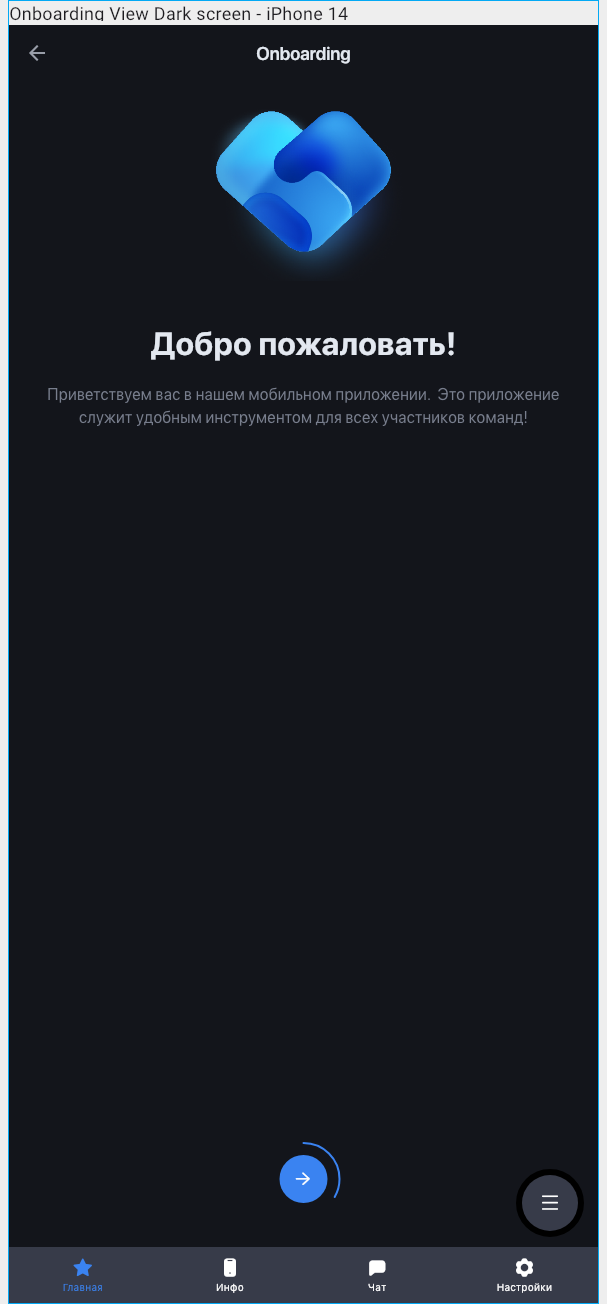 Onboarding View Dark screen - iPhone 14
Onboarding
Добро пожаловать!
Приветствуем вас в нашем мобильном приложении. Это приложение
служит удобным инструментом для всех участников команд!
Главная
Инфо
Чат
Настройки